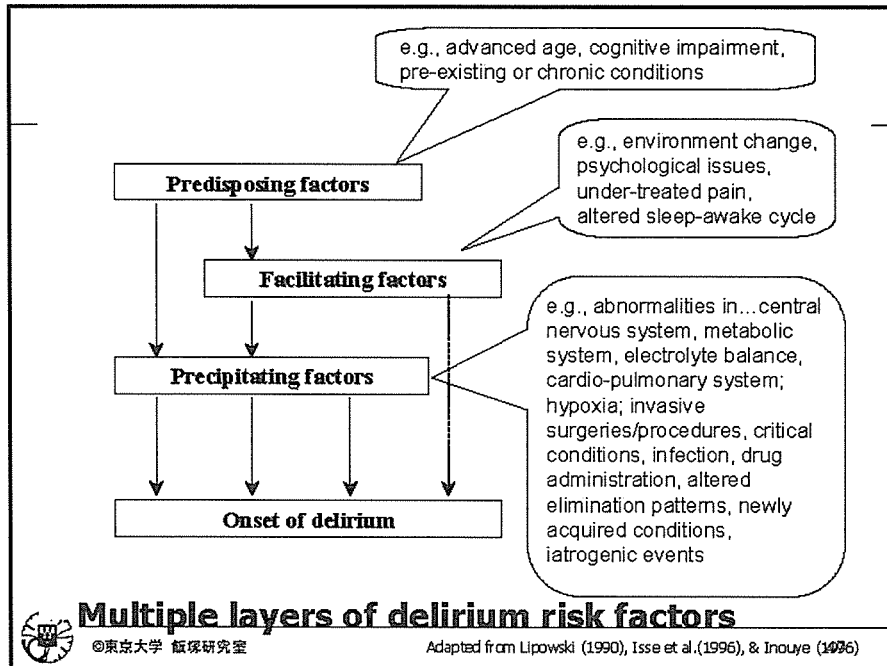 e.g., advanced age, cognitive impairment,
pre-existing or chronic conditions
e.g., environment change,
psychological issues,
under-treated pain,
altered sleep-awake cycle
Predisposing factors
Facilitating factors
e.g., abnormalities in...central
nervous system, metabolic
system, electrolyte balance,
cardio-pulmonary system;
hypoxia; invasive
surgeries/procedures, critical
conditions, infection, drug
administration, altered
elimination patterns, newly
acquired conditions,
iatrogenic events
Precipitating factors
Onset of delirium
Multiple layers of delirium risk factors
©東京大学 飯塚研究室
Adapted from Lipowski (1990), Isse et al.(1996), & Inouye